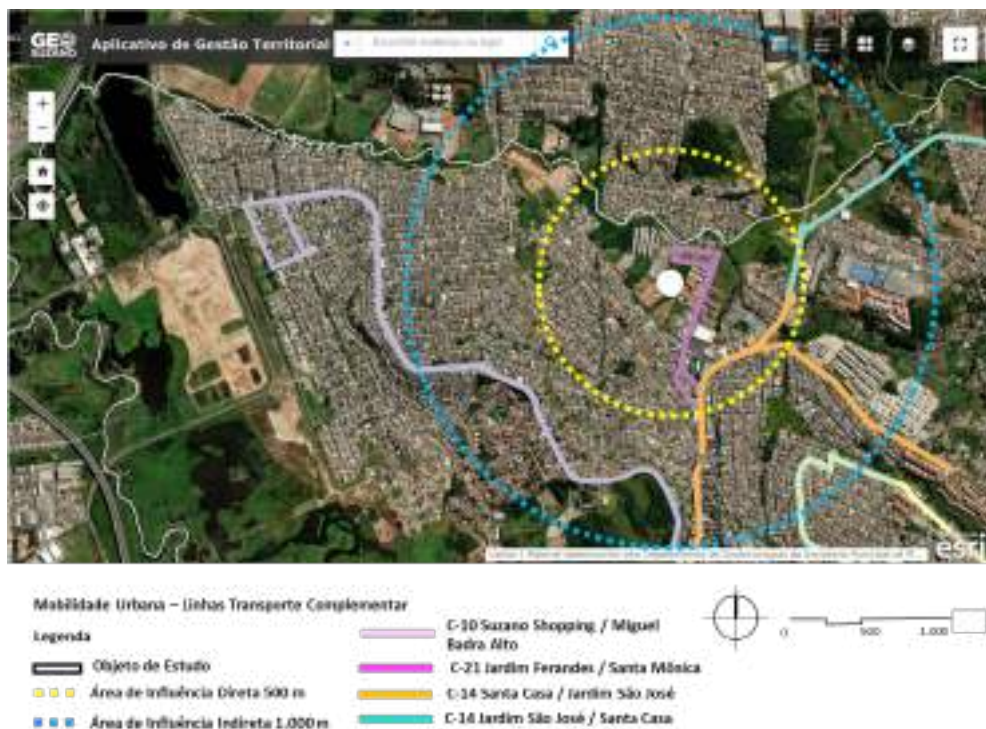 GEO
SUZANO
Aplicativo de Gestão Territorial
+
−
esri
Mobilidade Urbana – Linhas Transporte Complementar
Legenda
Objeto de Estudo
Área de Influência Direta 500 m
Área de Influência Indireta 1.000 m
C-10 Suzano Shopping / Miguel
Badra Alto
C-21 Jardim Ferandes / Santa Mônica
C-14 Santa Casa / Jardim São José
C-14 Jardim São José / Santa Casa
0 500 1.000